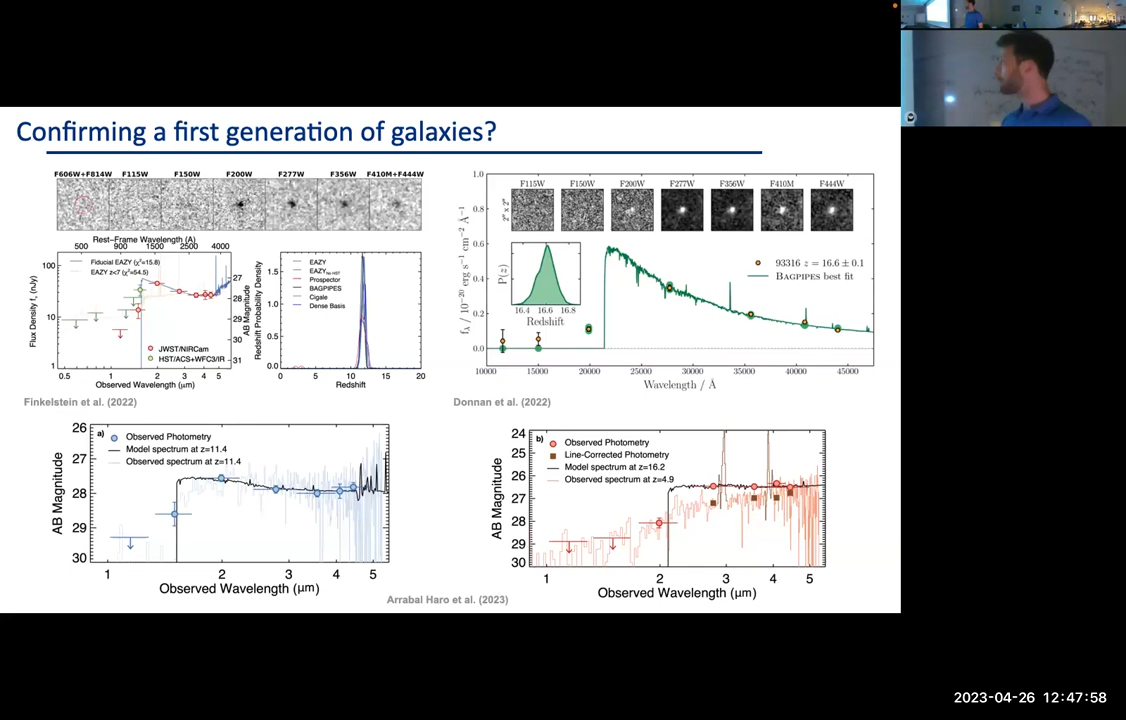 Confirming a first generation of galaxies?
F606W+F814W F115W F150W F200W F277W F356W F410M+F444W
Rest-Frame Wavelength (Å)
500 900 1500 2500 4000
Fiducial EAZY (χ²=15.8)
EAZY z<7 (χ²=54.5)
100
10
1
Flux Density fν (nJy)
27
28
29
30
31
AB Magnitude
JWST/NIRCam
HST/ACS+WFC3/IR
0.5 1 2 3 4 5
Observed Wavelength (μm)
Redshift Probability Density
1.5
1.0
0.5
0.0
EAZY
EAZY
Prospector
BAGPIPES
Cigale
Dense Basis
0 5 10 15 20
Redshift
Finkelstein et al. (2022)
F115W F150W F200W F277W F356W F410M F444W
2" × 2"
1.0
0.8
0.6
0.4
0.2
0.0
fλ / 10⁻²⁰ erg s⁻¹ cm⁻² Å⁻¹
P(z)
16.4 16.6 16.8
Redshift
93316 z = 16.6 ± 0.1
BAGPIPES best fit
10000 15000 20000 25000 30000 35000 40000 45000
Wavelength / Å
Donnan et al. (2022)
a)
Observed Photometry
Model spectrum at z=11.4
Observed spectrum at z=11.4
26
27
28
29
30
AB Magnitude
1 2 3 4 5
Observed Wavelength (μm)
b)
Observed Photometry
Line-Corrected Photometry
Model spectrum at z=16.2
Observed spectrum at z=4.9
24
25
26
27
28
29
30
AB Magnitude
1 2 3 4 5
Observed Wavelength (μm)
Arrabal Haro et al. (2023)
2023-04-26 12:47:58